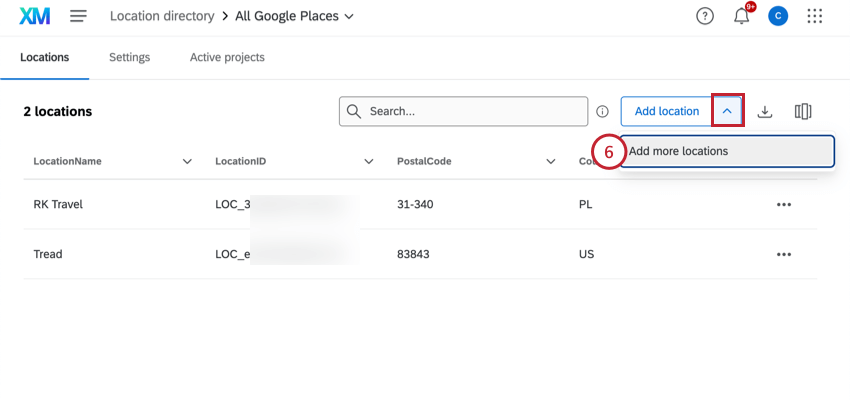 XM Location directory > All Google Places 9+ C
Locations Settings Active projects
2 locations Search... Add location
6 Add more locations
LocationName LocationID PostalCode
RK Travel LOC_3 31-340 PL
Tread LOC_e 83843 US